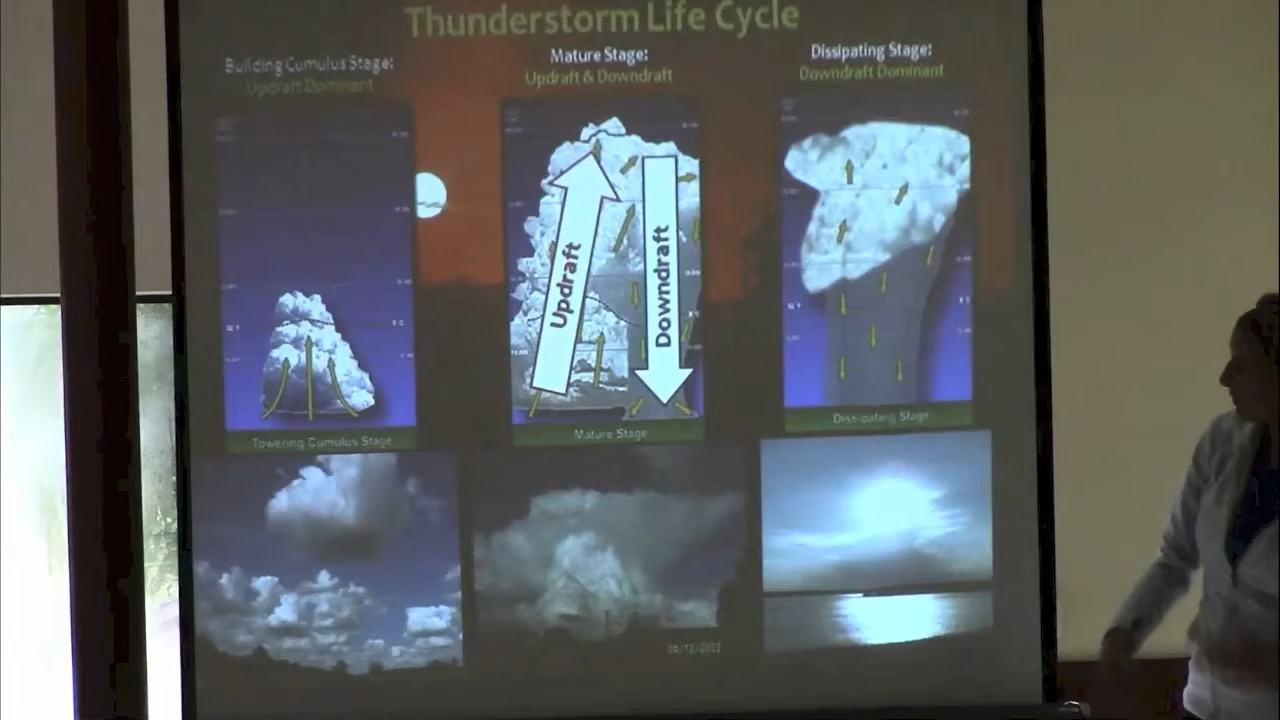 Thunderstorm Life Cycle
Building Cumulus Stage:
Updraft Dominant
Mature Stage:
Updraft & Downdraft
Dissipating Stage:
Downdraft Dominant
Updraft
Downdraft
Towering Cumulus Stage
Mature Stage
Dissipating Stage